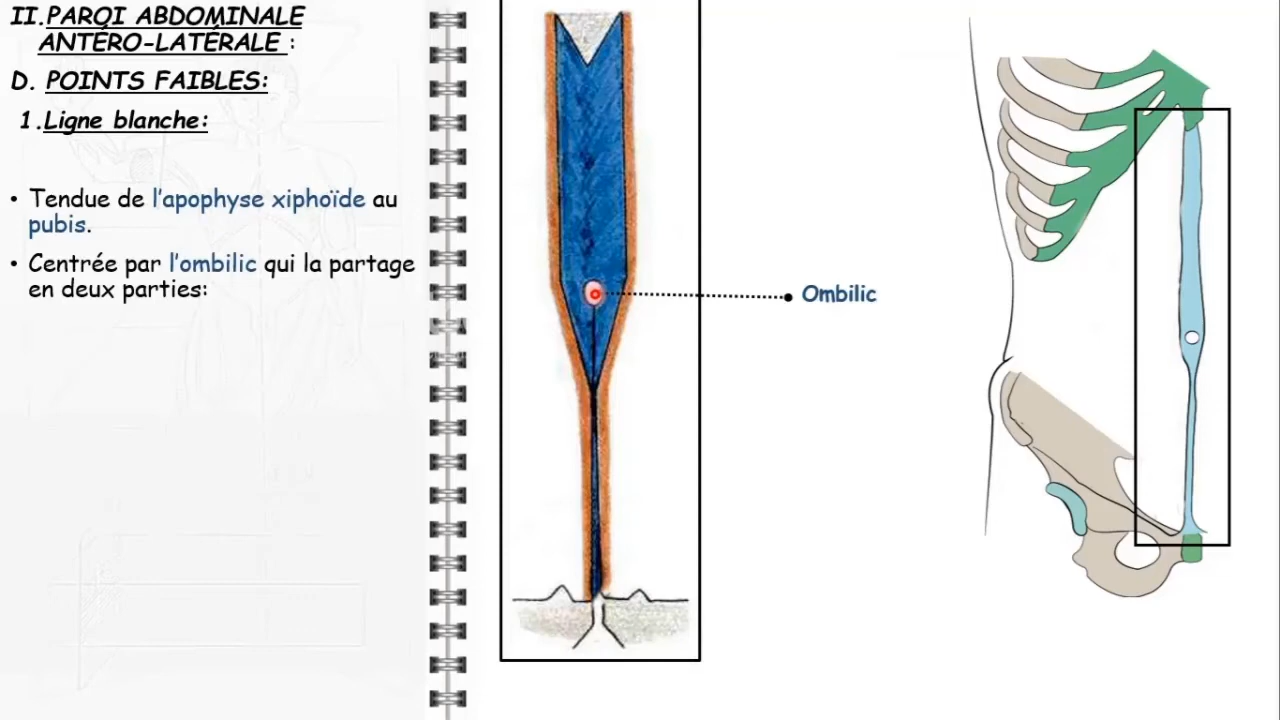 II.PAROI ABDOMINALE
ANTÉRO-LATÉRALE :
D. POINTS FAIBLES:
1.Ligne blanche:
• Tendue de l'apophyse xiphoïde au
pubis.
• Centrée par l'ombilic qui la partage
en deux parties:
Ombilic